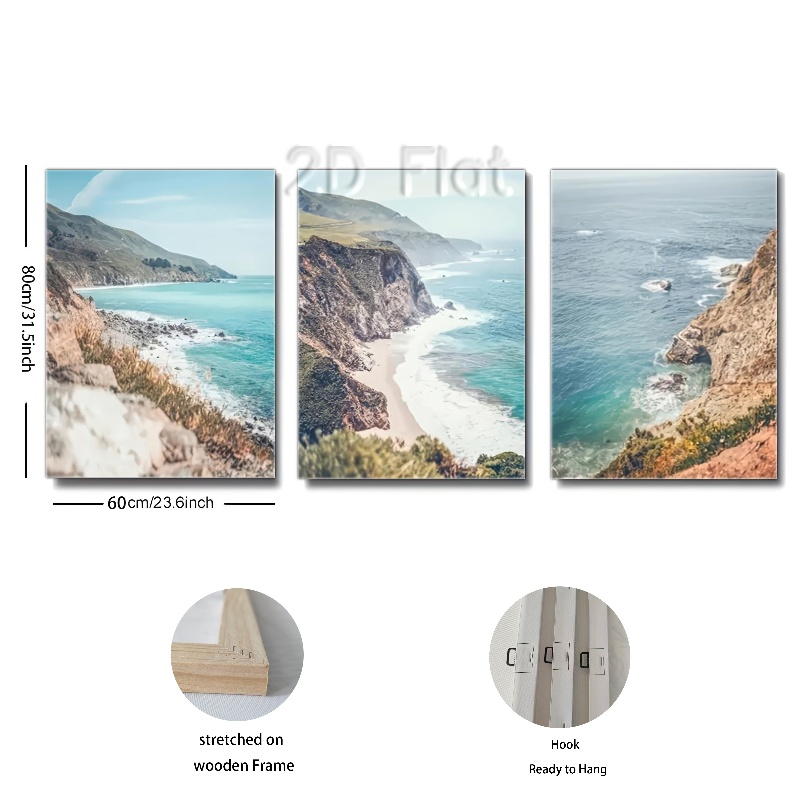 2D Flat
80cm/31.5inch
60cm/23.6inch
stretched on
wooden Frame
Hook
Ready to Hang